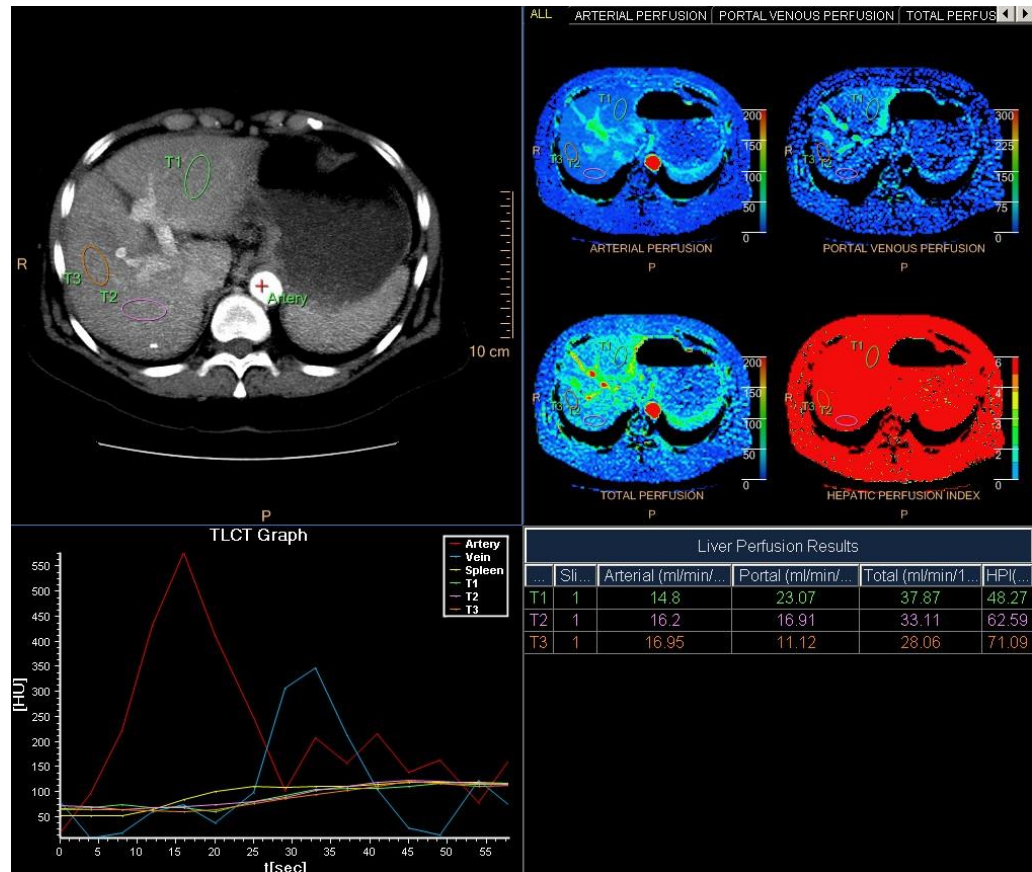 ALL ARTERIAL PERFUSION PORTAL VENOUS PERFUSION TOTAL PERFUS
T1
R
T3
T2
Artery
10 cm
P
T1
R
T3
T2
200
150
100
50
0
ARTERIAL PERFUSION
P
T1
R
T3
T2
300
225
150
75
0
PORTAL VENOUS PERFUSION
P
T1
R
T3
T2
200
150
100
50
0
TOTAL PERFUSION
P
T1
R
T3
T2
6
4
3
2
0
HEPATIC PERFUSION INDEX
P
TLCT Graph
Artery
Vein
Spleen
T1
T2
T3
[HU]
550
500
450
400
350
300
250
200
150
100
50
0 5 10 15 20 25 30 35 40 45 50 55
t[sec]
Liver Perfusion Results
... Sli... Arterial (ml/min/... Portal (ml/min/... Total (ml/min/1... HPI(...
T1 1 14.8 23.07 37.87 48.27
T2 1 16.2 16.91 33.11 62.59
T3 1 16.95 11.12 28.06 71.09